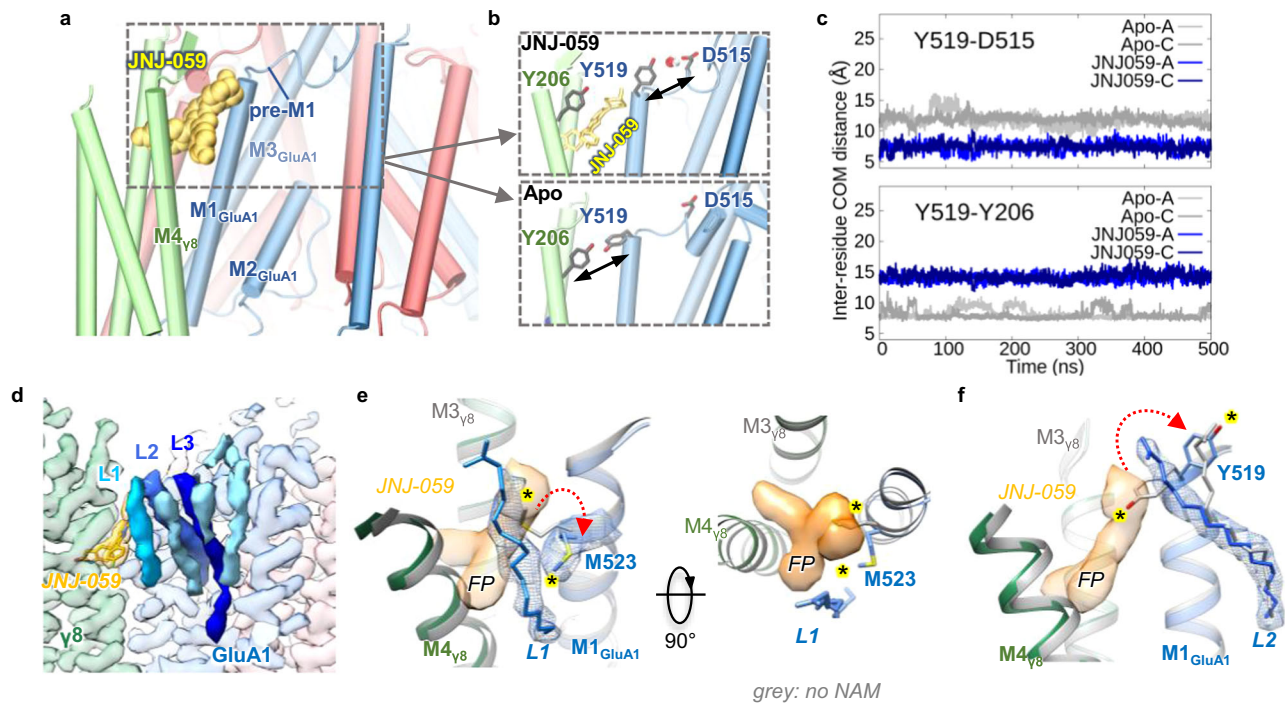 a
JNJ-059
pre-M1
M3GluA1
M1GluA1
M4γ8
M2GluA1
b
JNJ-059
Y206
Y519
D515
JNJ-059
Apo
Y519
D515
Y206
c
Inter-residue COM distance (Å)
Y519-D515
Apo-A
Apo-C
JNJ059-A
JNJ059-C
25
20
15
10
5
Y519-Y206
Apo-A
Apo-C
JNJ059-A
JNJ059-C
25
20
15
10
5
0 100 200 300 400 500
Time (ns)
d
L3
L2
L1
JNJ-059
γ8
GluA1
e
M3γ8
JNJ-059
*
*
M523
FP
M4γ8
L1
M1GluA1
90°
M3γ8
*
M4γ8
M523
FP
*
L1
grey: no NAM
f
*
M3γ8
Y519
JNJ-059
*
FP
M4γ8
M1GluA1
L2